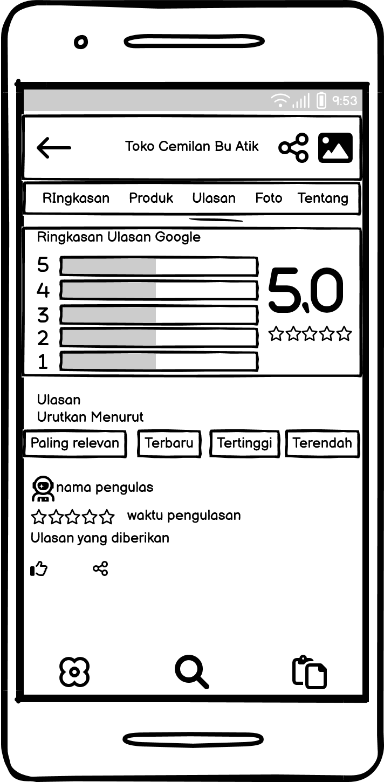 9:53
Toko Cemilan Bu Atik
RIngkasan Produk Ulasan Foto Tentang
Ringkasan Ulasan Google
5
4
3
2
1
5,0
Ulasan
Urutkan Menurut
Paling relevan Terbaru Tertinggi Terendah
nama pengulas
waktu pengulasan
Ulasan yang diberikan